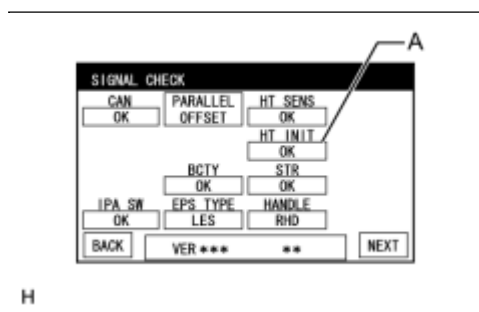 A
SIGNAL CHECK
CAN PARALLEL HT SENS
OK OFFSET OK
HT INIT
OK
BCTY STR
OK OK
IPA SW EPS TYPE HANDLE
OK LES RHD
BACK VER *** ** NEXT
H